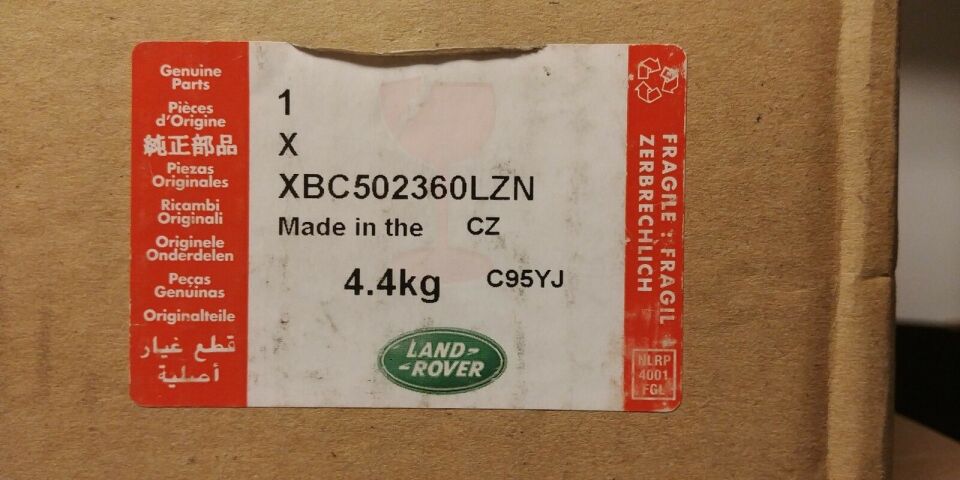 Genuine
Parts
Pièces
d'Origine
純正部品
Piezas
Originales
Ricambi
Originali
Originele
Onderdelen
Peças
Genuinas
Originalteile
قطع غيار
أصلية
1
X
XBC502360LZN
Made in the CZ
4.4kg C95YJ
LAND-
-ROVER
FRAGILE : FRAGIL
ZERBRECHLICH
NLRP
4001
FGL